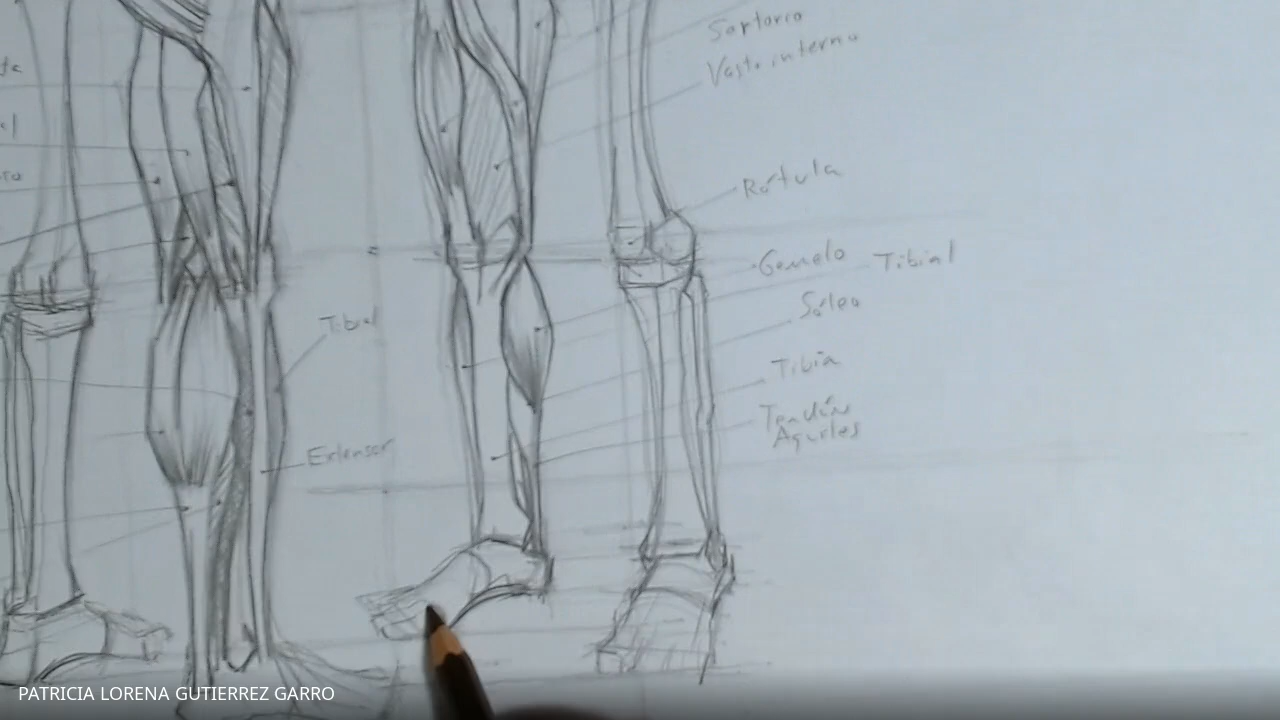 Sartorio
Vasto interno
Rótula
Gemelo
Tibial
Sóleo
Tibial
Tibia
Tendón
Aquiles
Extensor
PATRICIA LORENA GUTIERREZ GARRO